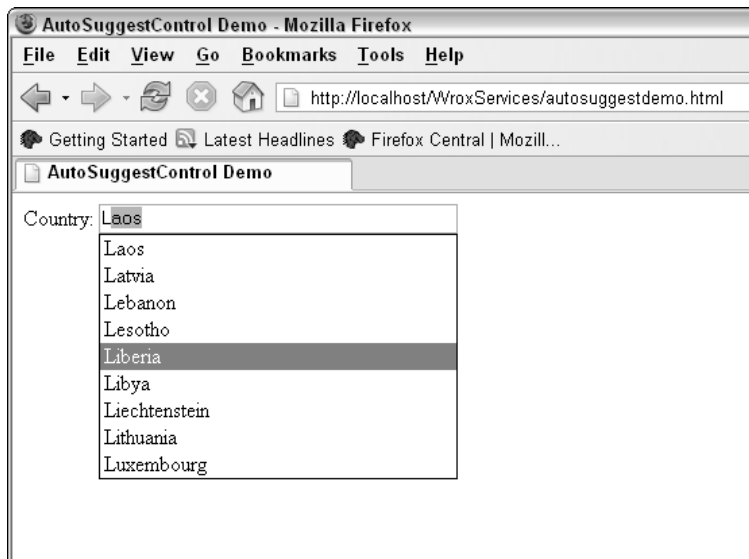 AutoSuggestControl Demo - Mozilla Firefox
File Edit View Go Bookmarks Tools Help
http://localhost/WroxServices/autosuggestdemo.html
Getting Started Latest Headlines Firefox Central | Mozill...
AutoSuggestControl Demo
Country: Laos
Laos
Latvia
Lebanon
Lesotho
Liberia
Libya
Liechtenstein
Lithuania
Luxembourg